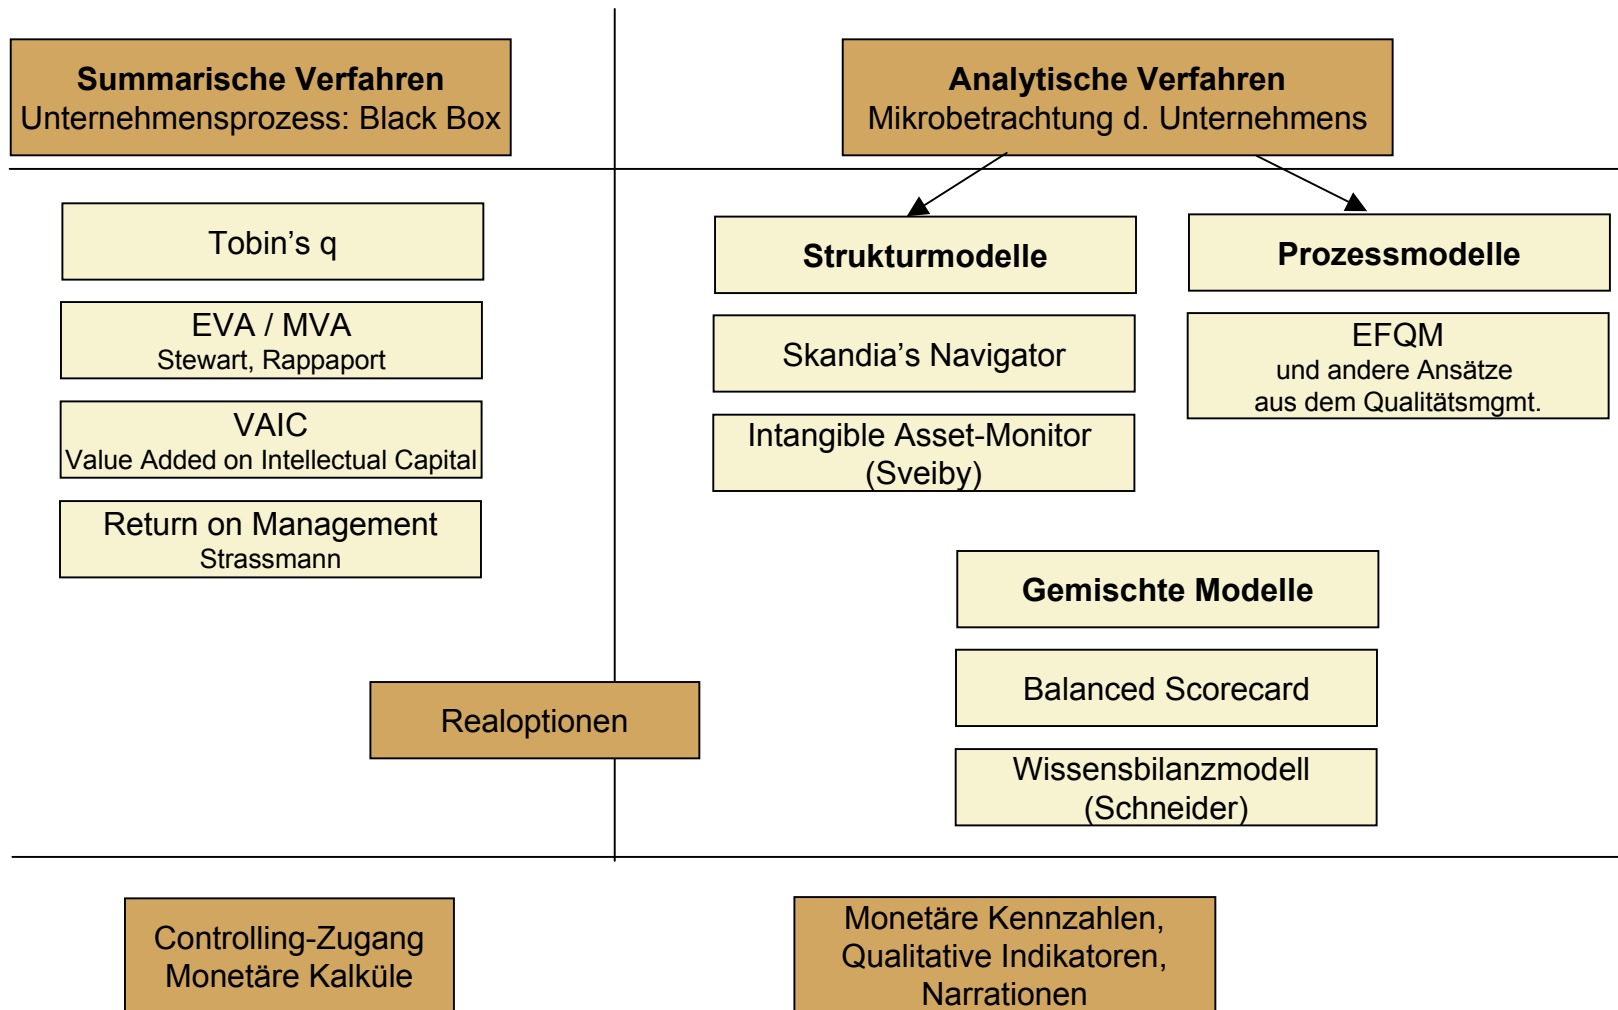 Summarische Verfahren
Unternehmensprozess: Black Box
Analytische Verfahren
Mikrobetrachtung d. Unternehmens
Tobin's q
EVA / MVA
Stewart, Rappaport
VAIC
Value Added on Intellectual Capital
Return on Management
Strassmann
Strukturmodelle
Skandia's Navigator
Intangible Asset-Monitor
(Sveiby)
Prozessmodelle
EFQM
und andere Ansätze
aus dem Qualitätsmgmt.
Gemischte Modelle
Balanced Scorecard
Wissensbilanzmodell
(Schneider)
Realoptionen
Controlling-Zugang
Monetäre Kalküle
Monetäre Kennzahlen,
Qualitative Indikatoren,
Narrationen